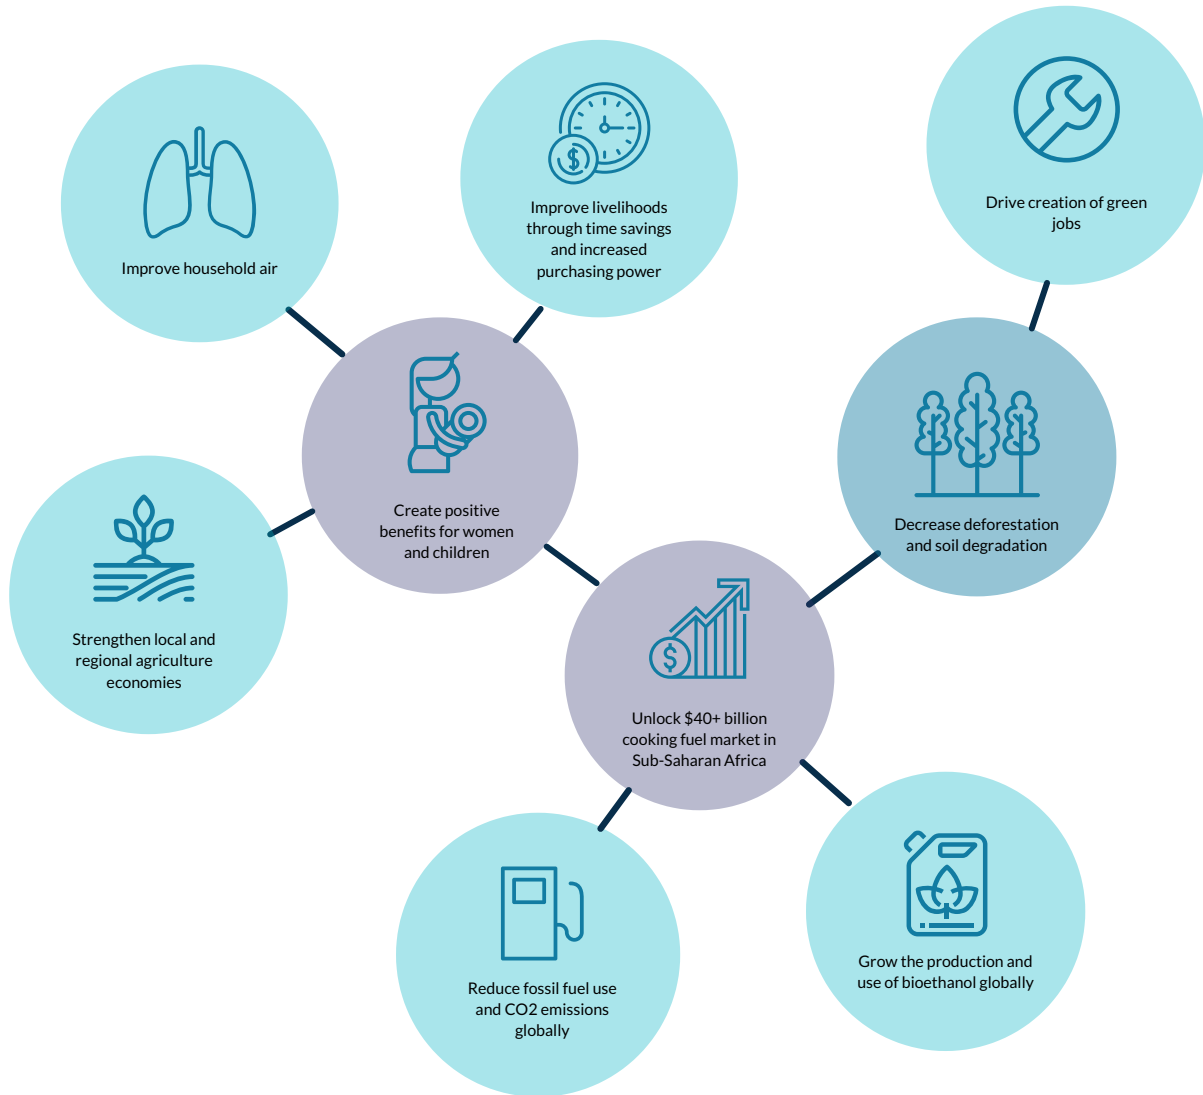 Improve household air
Improve livelihoods
through time savings
and increased
purchasing power
Drive creation of green
jobs
Create positive
benefits for women
and children
Decrease deforestation
and soil degradation
Strengthen local and
regional agriculture
economies
$
Unlock $40+ billion
cooking fuel market in
Sub-Saharan Africa
Reduce fossil fuel use
and CO2 emissions
globally
Grow the production and
use of bioethanol globally